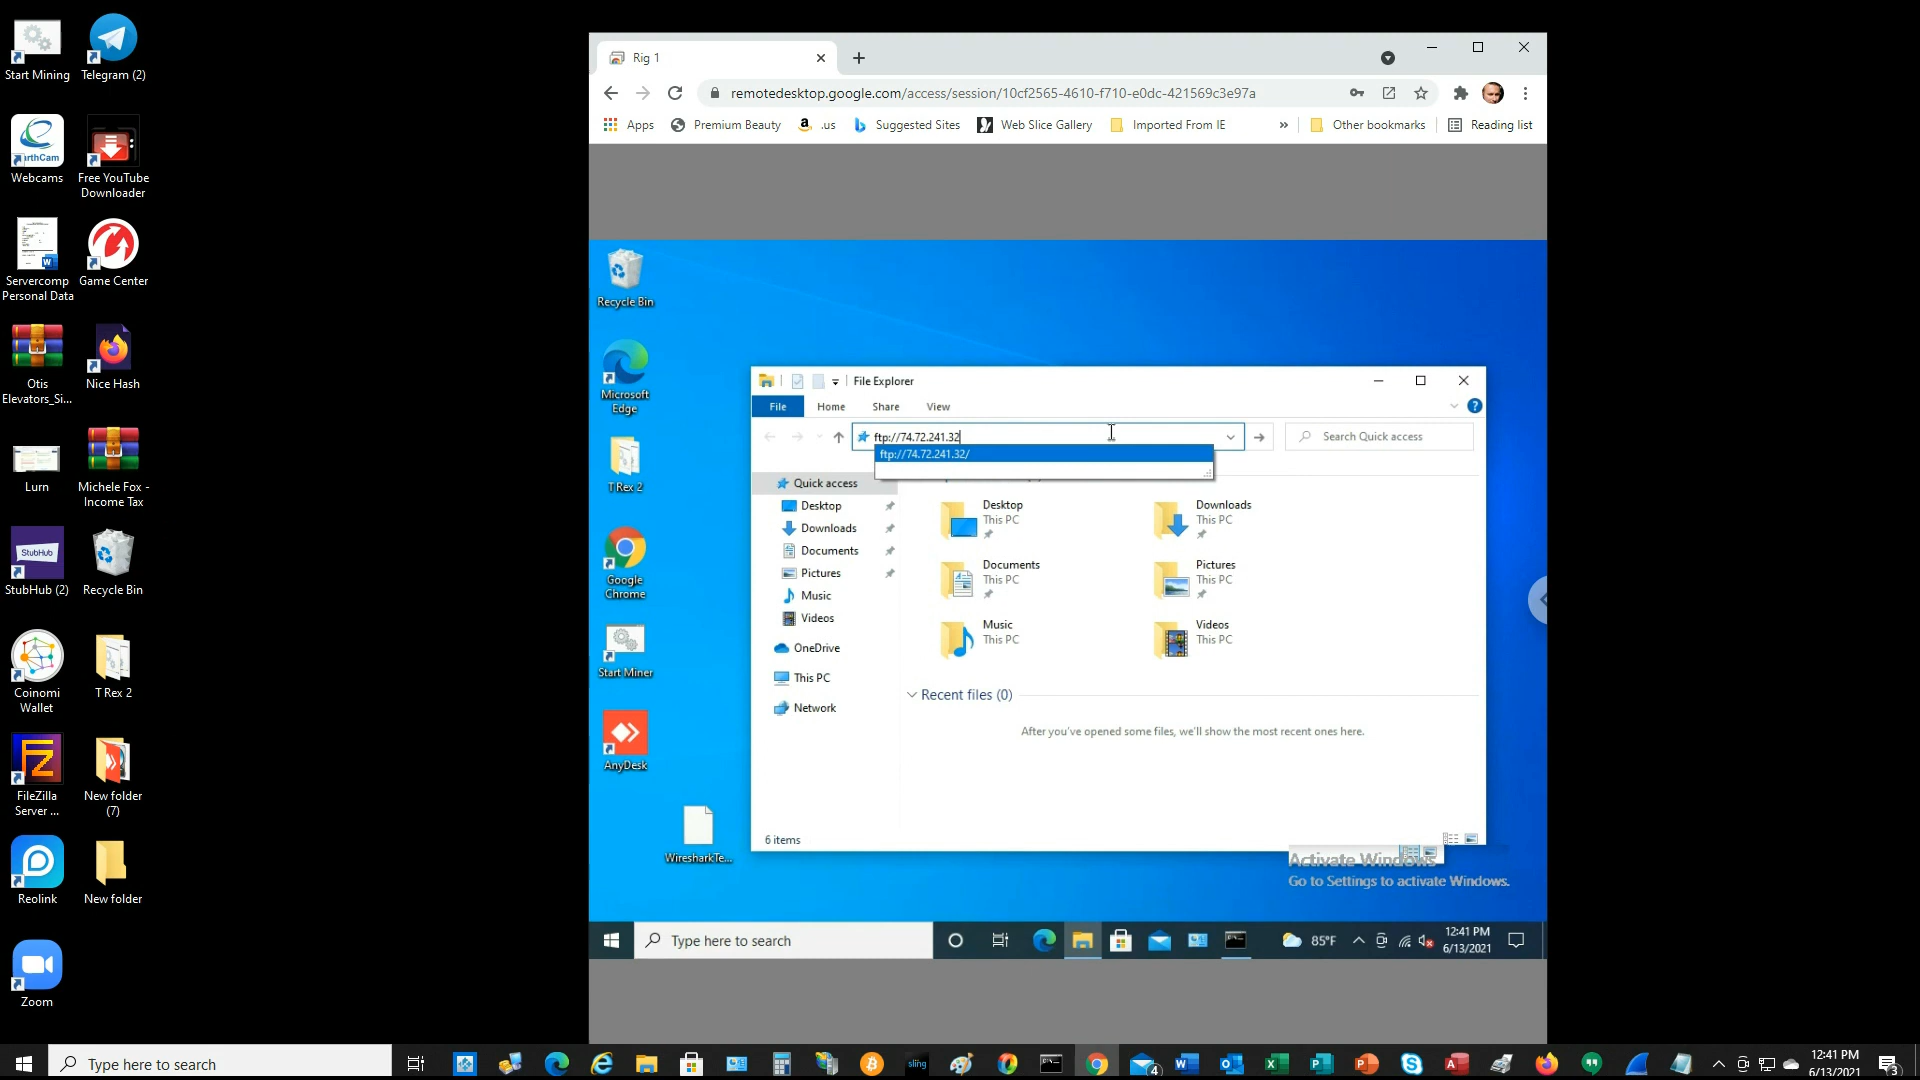 Start Mining
Telegram (2)
EarthCam
Webcams
Free YouTube
Downloader
Servercomp
Personal Data
Game Center
Otis
Elevators_Si...
Nice Hash
Lurn
Michele Fox -
Income Tax
StubHub
StubHub (2)
Recycle Bin
Coinomi
Wallet
T Rex 2
FileZilla
Server ...
New folder
(7)
Reolink
New folder
Zoom
Rig 1
remotedesktop.google.com/access/session/10cf2565-4610-f710-e0dc-421569c3e97a
Apps
Premium Beauty
.us
Suggested Sites
Web Slice Gallery
Imported From IE
»
Other bookmarks
Reading list
Recycle Bin
Microsoft
Edge
T Rex 2
Google
Chrome
Start Miner
AnyDesk
WiresharkTe...
File Explorer
File
Home
Share
View
ftp://74.72.241.32
Search Quick access
ftp://74.72.241.32/
Quick access
Desktop
Downloads
Documents
Pictures
Music
Videos
OneDrive
This PC
Network
Desktop
This PC
Downloads
This PC
Documents
This PC
Pictures
This PC
Music
This PC
Videos
This PC
Recent files (0)
After you've opened some files, we'll show the most recent ones here.
6 items
Activate Windows
Go to Settings to activate Windows.
Type here to search
85°F
12:41 PM
6/13/2021
Type here to search
sling
4
12:41 PM
6/13/2021
3